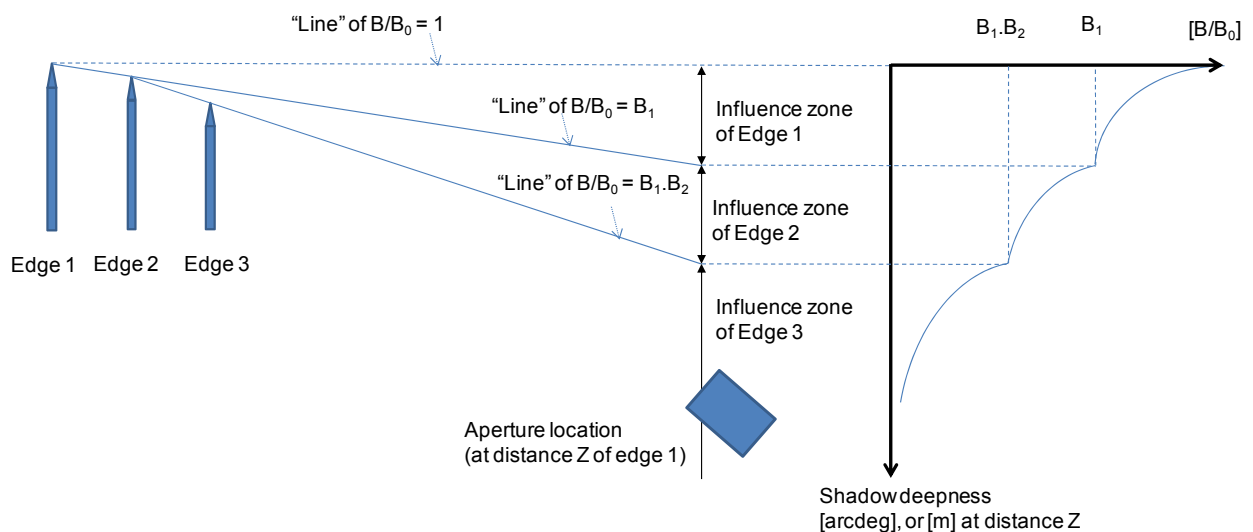 “Line” of B/B0 = 1
B1.B2
B1
[B/B0]
“Line” of B/B0 = B1
Influence zone
of Edge 1
“Line” of B/B0 = B1.B2
Influence zone
of Edge 2
Edge 1
Edge 2
Edge 3
Influence zone
of Edge 3
Aperture location
(at distance Z of edge 1)
Shadow deepness
[arcdeg], or [m] at distance Z